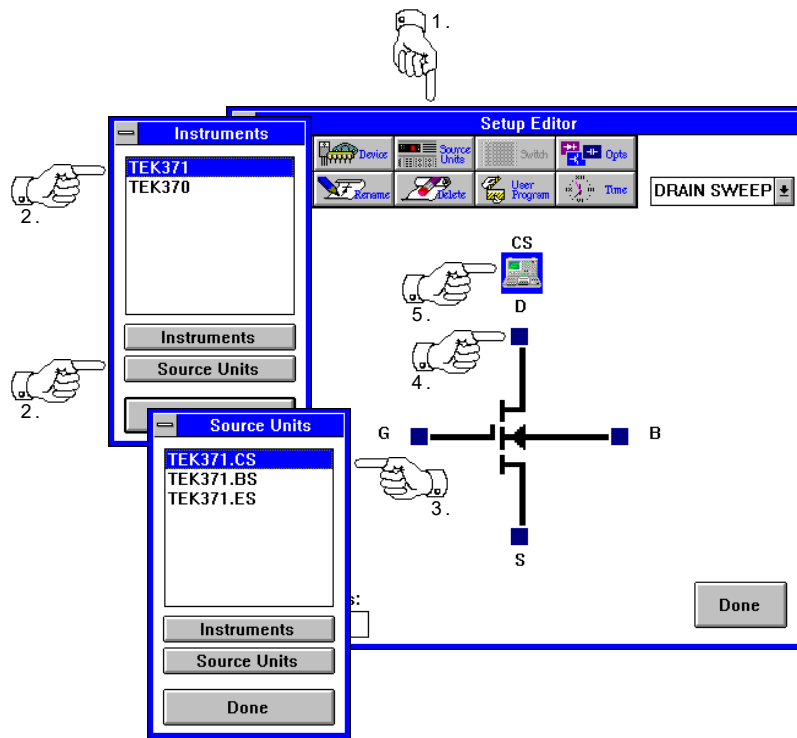 1.
Setup Editor
Device
Source Units
Switch
Opts
Rename
Delete
User Program
Time
DRAIN SWEEP
Instruments
TEK371
TEK370
2.
Instruments
Source Units
2.
CS
5.
D
4.
G
B
S
Source Units
TEK371.CS
TEK371.BS
TEK371.ES
3.
Instruments
Source Units
Done
s:
Done